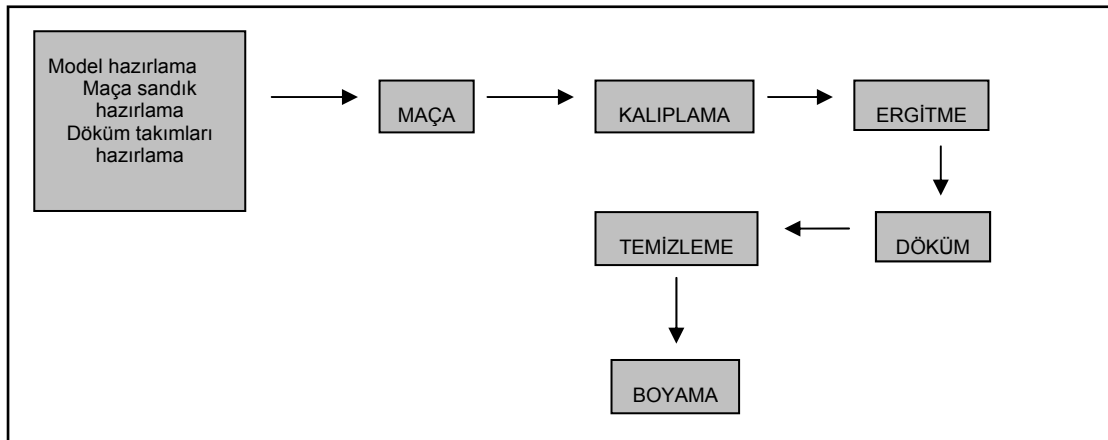 Model hazırlama
Maça sandık
hazırlama
Döküm takımları
hazırlama
MAÇA
KALIPLAMA
ERGİTME
DÖKÜM
TEMİZLEME
BOYAMA